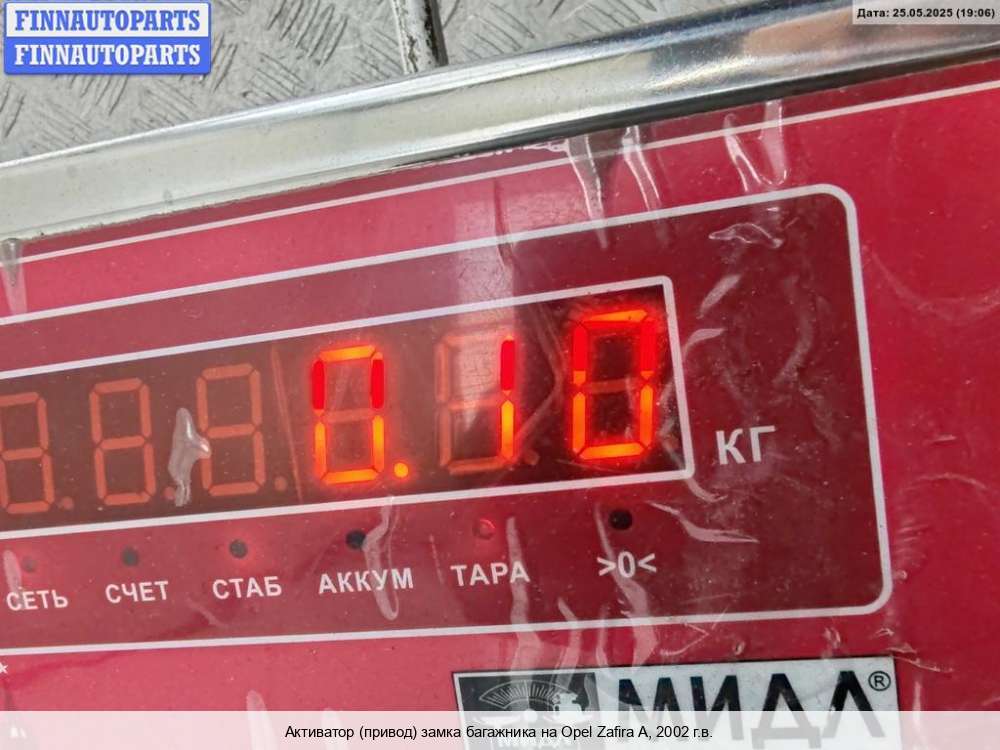 FINNAUTOPARTS
FINNAUTOPARTS
Дата: 25.05.2025 (19:06)
0.10
КГ
СЕТЬ СЧЕТ СТАБ АККУМ ТАРА >0<
МИДЛ®
МИДЛ
Активатор (привод) замка багажника на Opel Zafira A, 2002 г.в.